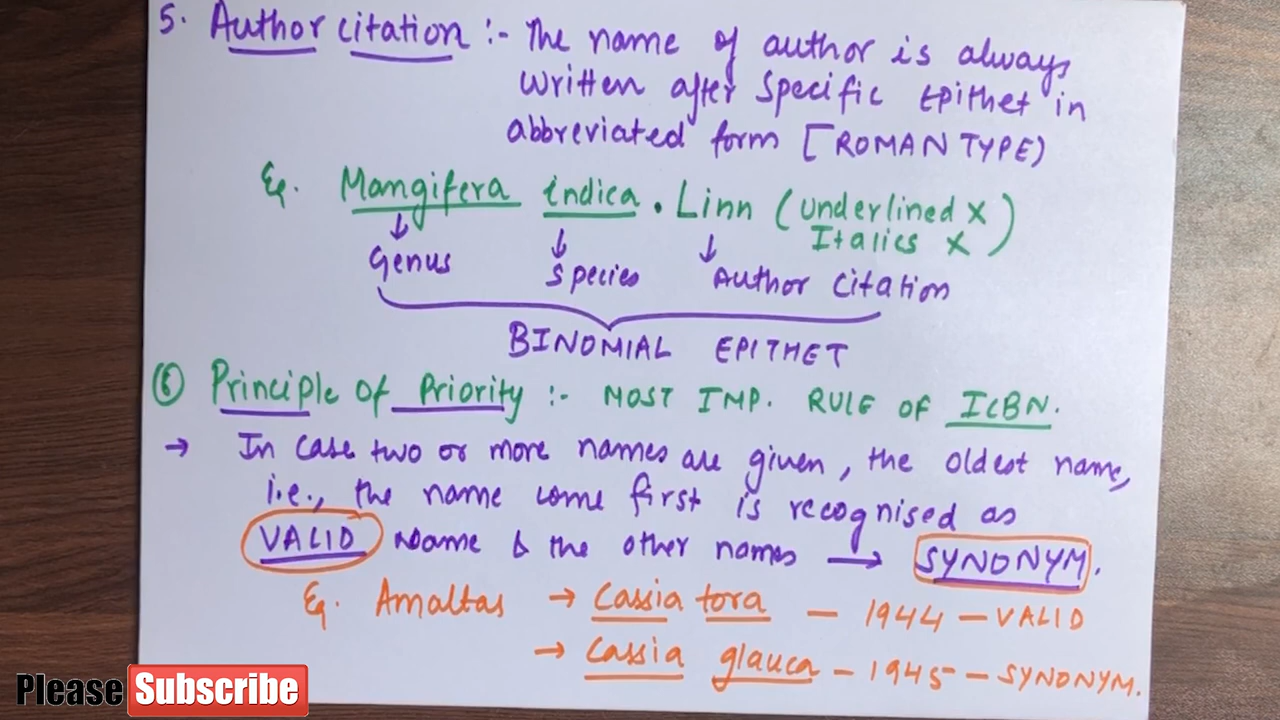 5. Author citation :- The name of author is always
written after specific Epithet in
abbreviated form [ROMAN TYPE)
Eg. Mangifera indica. Linn (underlined x
Italics x)
↓ ↓ ↓
Genus Species Author Citation
BINOMIAL EPITHET
⑥ Principle of Priority :- MOST IMP. RULE OF ICBN.
→ In case two or more names are given, the oldest name,
i.e., the name come first is recognised as
VALID Name & the other names → SYNONYM.
Eg. Amaltas → Cassia tora – 1944 – VALID
→ Cassia glauca – 1945 – SYNONYM.
Please Subscribe